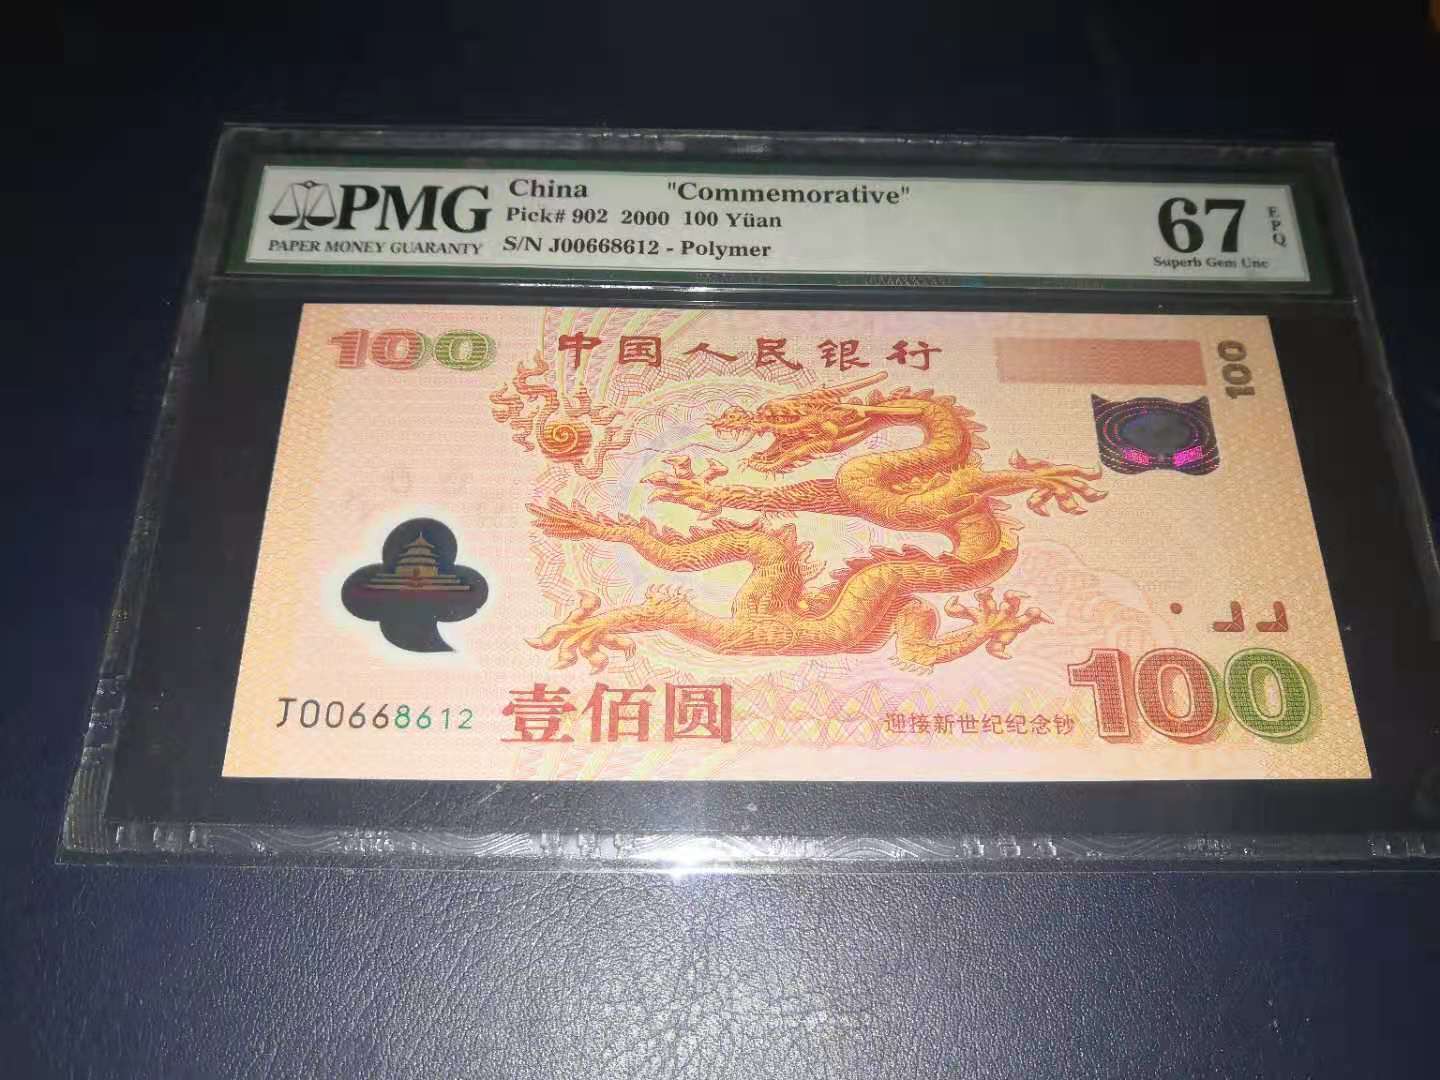 PMG
PAPER MONEY GUARANTY
China "Commemorative"
Pick# 902 2000 100 Yüan
S/N J00668612 - Polymer
67
EPQ
Superb Gem Unc
100
中国人民银行
100
J00668612
壹佰圆
迎接新世纪纪念钞
100